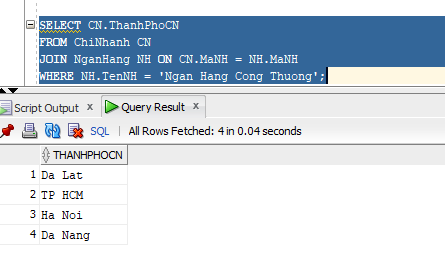 SELECT CN.ThanhPhoCN
FROM ChiNhanh CN
JOIN NganHang NH ON CN.MaNH = NH.MaNH
WHERE NH.TenNH = 'Ngan Hang Cong Thuong';
Script Output x Query Result x
SQL | All Rows Fetched: 4 in 0.04 seconds
THANHPHOCN
1 Da Lat
2 TP HCM
3 Ha Noi
4 Da Nang